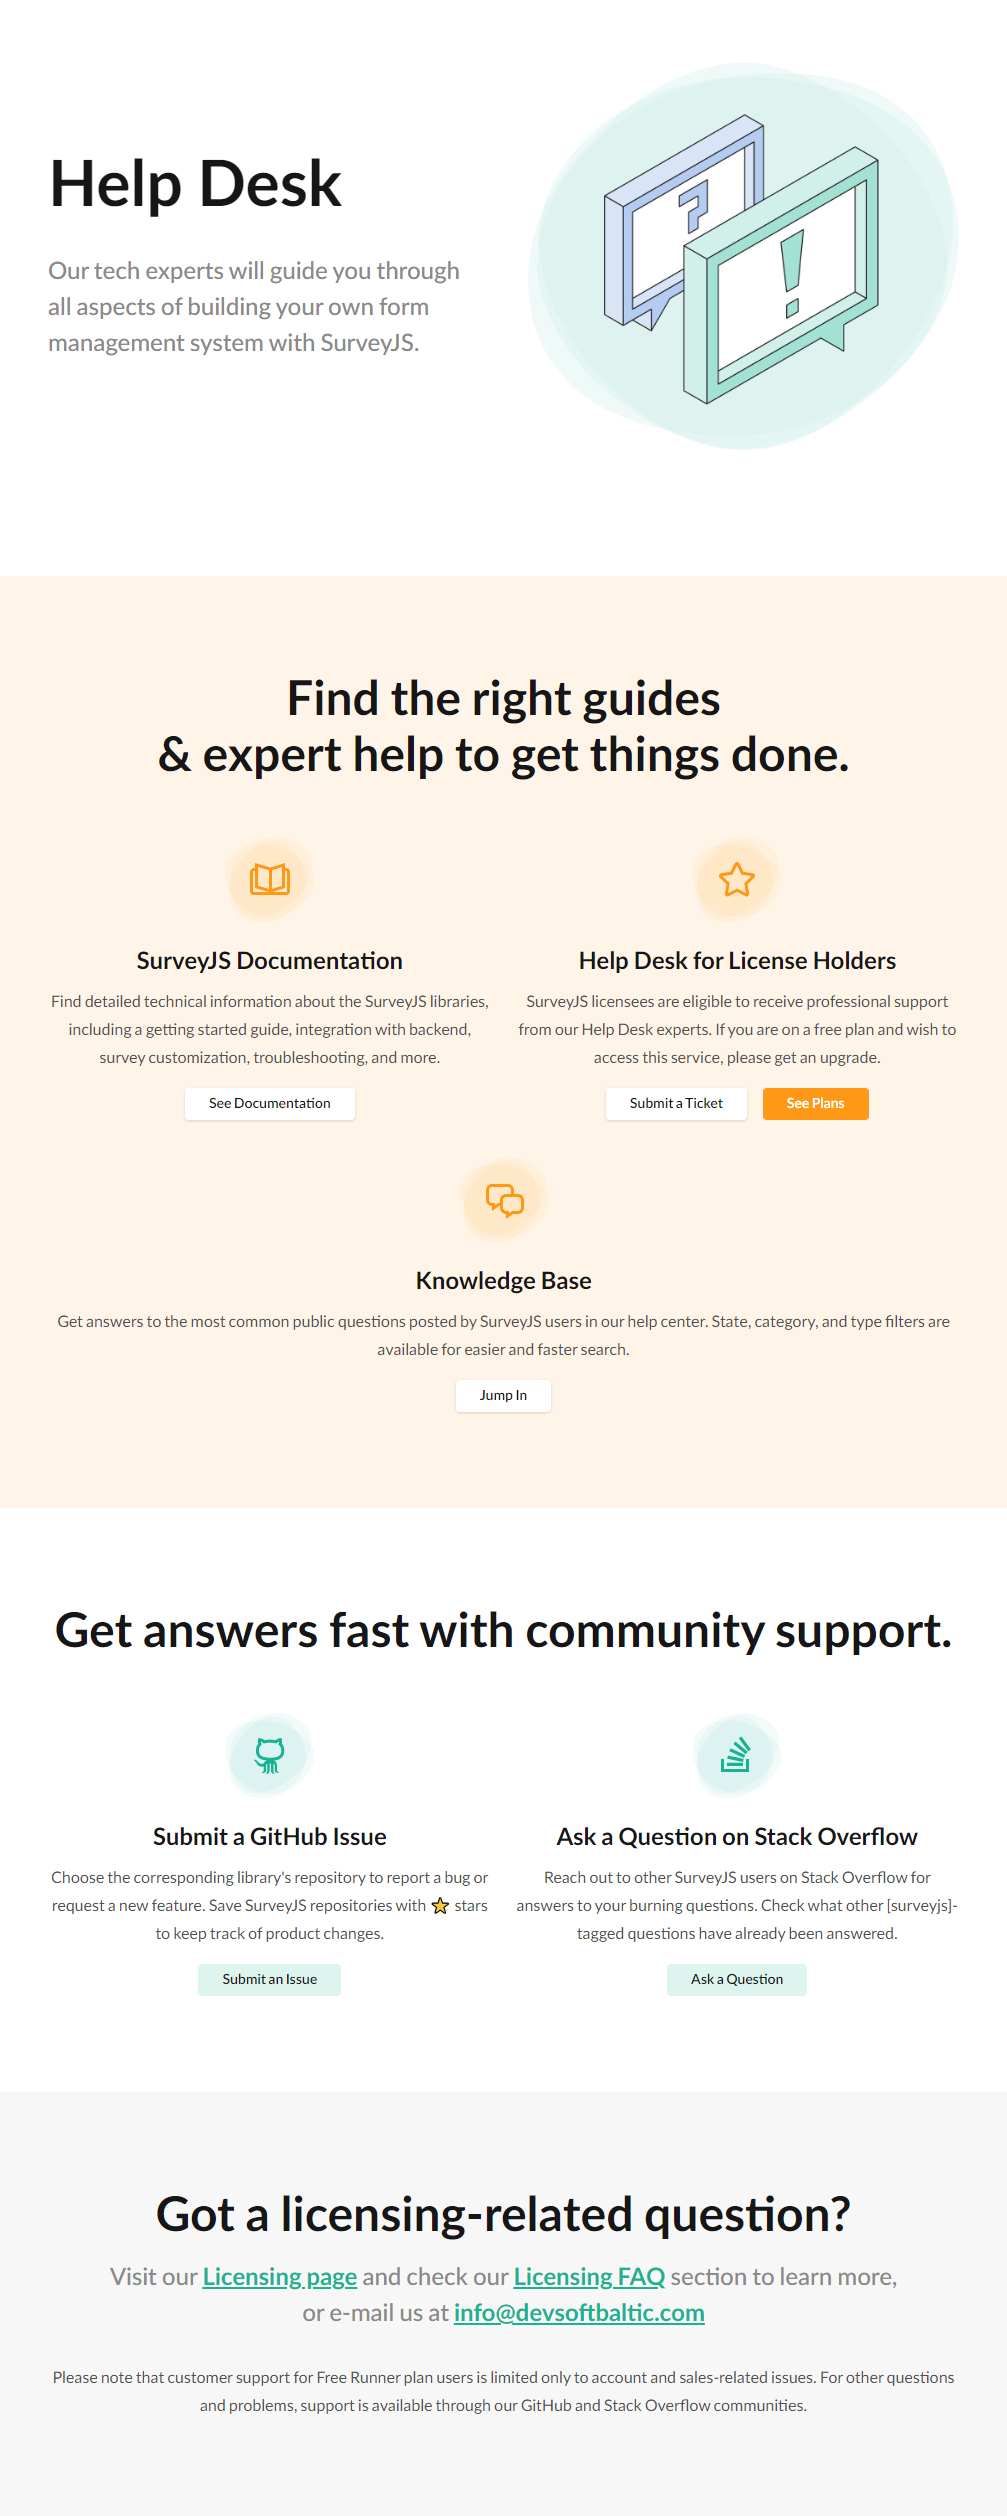 Help Desk
Our tech experts will guide you through
all aspects of building your own form
management system with SurveyJS.
?
!
Find the right guides
& expert help to get things done.
SurveyJS Documentation
Find detailed technical information about the SurveyJS libraries,
including a getting started guide, integration with backend,
survey customization, troubleshooting, and more.
See Documentation
Help Desk for License Holders
SurveyJS licensees are eligible to receive professional support
from our Help Desk experts. If you are on a free plan and wish to
access this service, please get an upgrade.
Submit a Ticket
See Plans
Knowledge Base
Get answers to the most common public questions posted by SurveyJS users in our help center. State, category, and type filters are
available for easier and faster search.
Jump In
Get answers fast with community support.
Submit a GitHub Issue
Choose the corresponding library's repository to report a bug or
request a new feature. Save SurveyJS repositories with ⭐ stars
to keep track of product changes.
Submit an Issue
Ask a Question on Stack Overflow
Reach out to other SurveyJS users on Stack Overflow for
answers to your burning questions. Check what other [surveyjs]-
tagged questions have already been answered.
Ask a Question
Got a licensing-related question?
Visit our Licensing page and check our Licensing FAQ section to learn more,
or e-mail us at info@devsoftbaltic.com
Please note that customer support for Free Runner plan users is limited only to account and sales-related issues. For other questions
and problems, support is available through our GitHub and Stack Overflow communities.